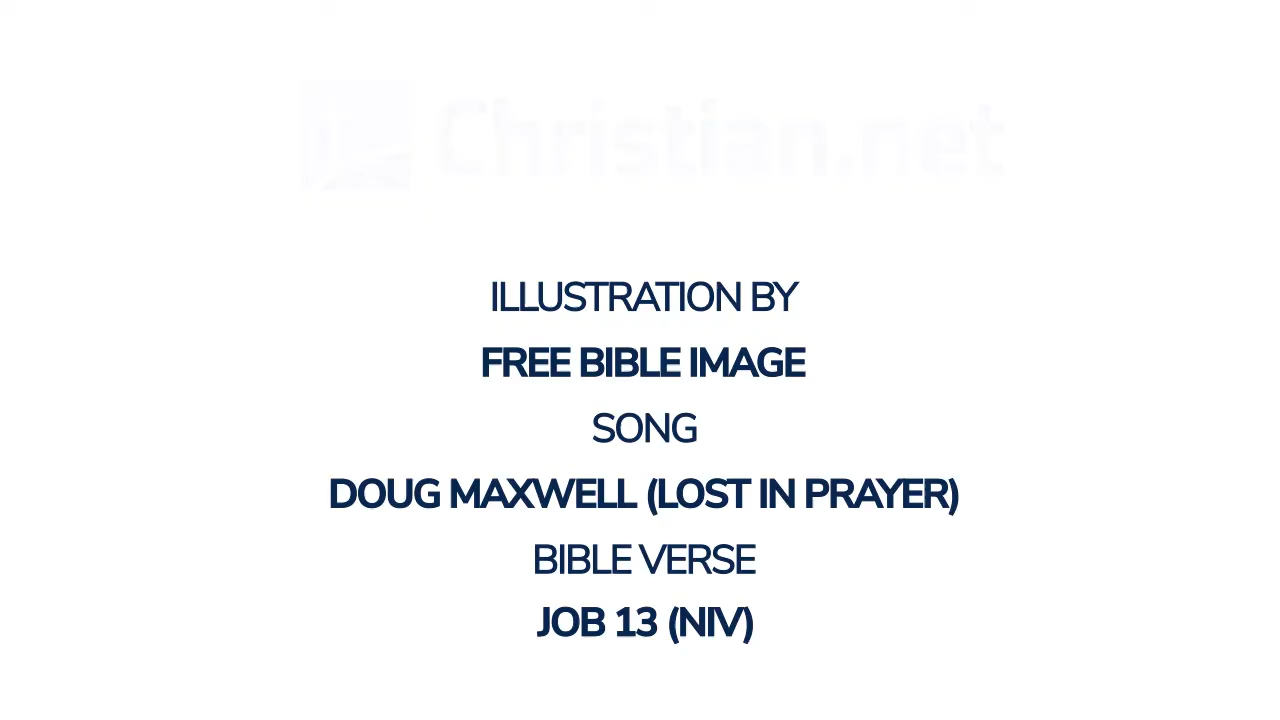 Christian.net
ILLUSTRATION BY
FREE BIBLE IMAGE
SONG
DOUG MAXWELL (LOST IN PRAYER)
BIBLE VERSE
JOB 13 (NIV)